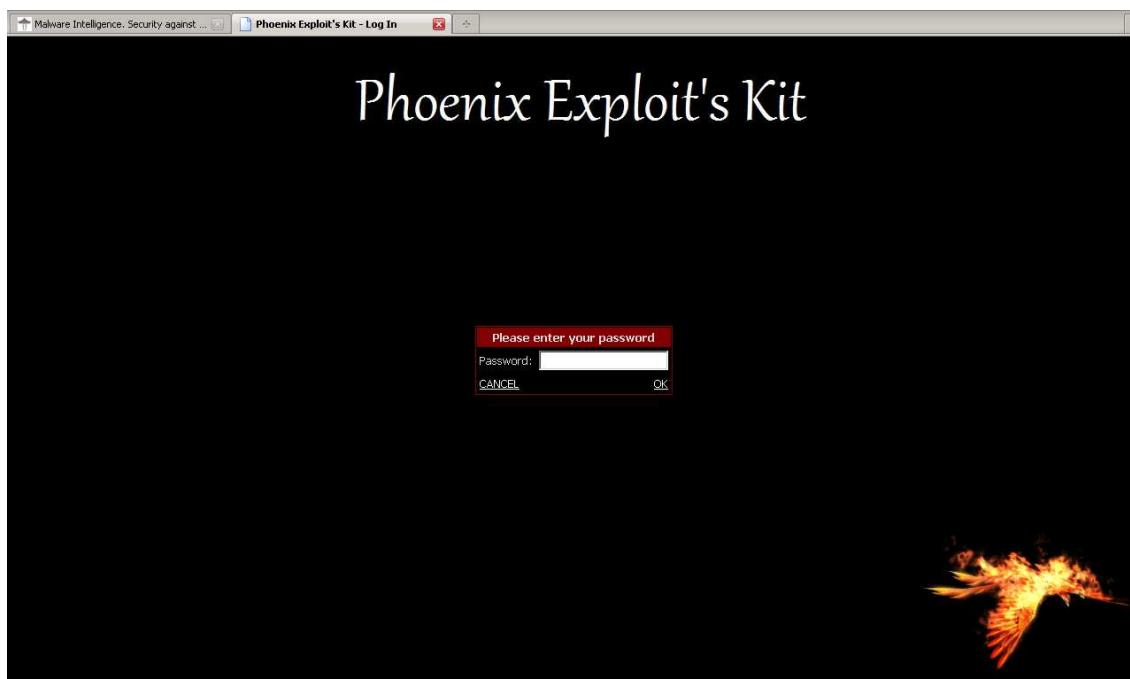 Malware Intelligence. Security against ...
Phoenix Exploit's Kit - Log In
Phoenix Exploit's Kit
Please enter your password
Password:
CANCEL OK